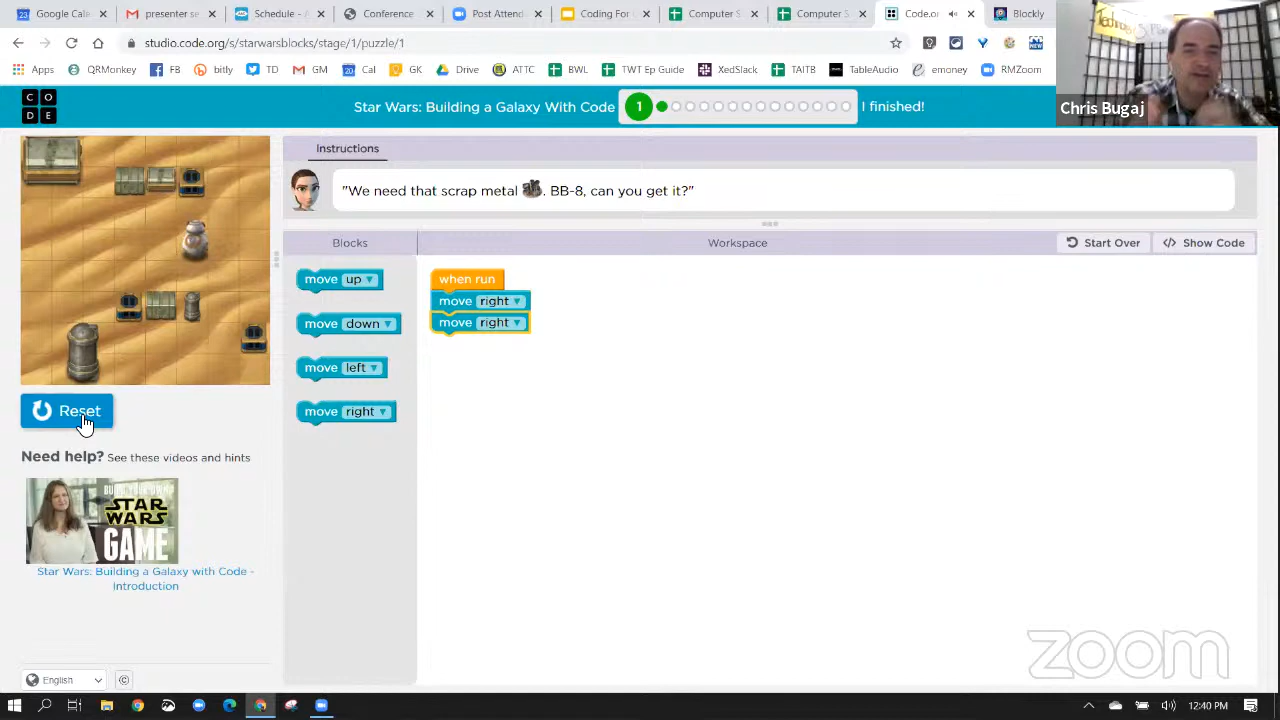 Google Cale
presenter se
Schedule
Conference
Post Attend
Coding For
Computer S
Computer S
Code.or
Blockly
studio.code.org/s/starwarsblocks/stage/1/puzzle/1
Apps QRMonkey FB bitly TD GM Cal GK Drive ATTC BWL TWT Ep Guide XedSlack TAITB TableAudio emoney RMZoom
C O
D E
Star Wars: Building a Galaxy With Code
1
I finished!
Chris Bugaj
Instructions
"We need that scrap metal . BB-8, can you get it?"
Blocks
Workspace
Start Over
</> Show Code
move up
move down
move left
move right
when run
move right
move right
Reset
Need help? See these videos and hints
BUILD YOUR OWN
STAR
WARS
GAME
Star Wars: Building a Galaxy with Code -
Introduction
English
zoom
12:40 PM